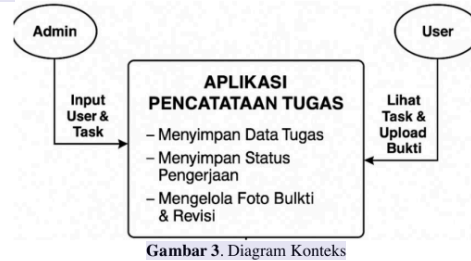 Admin
User
Input
User &
Task
APLIKASI
PENCATATAAN TUGAS
– Menyimpan Data Tugas
– Menyimpan Status
Pengerjaan
– Mengelola Foto Bulkti
& Revisi
Lihat
Task &
Upload
Bukti
Gambar 3. Diagram Konteks